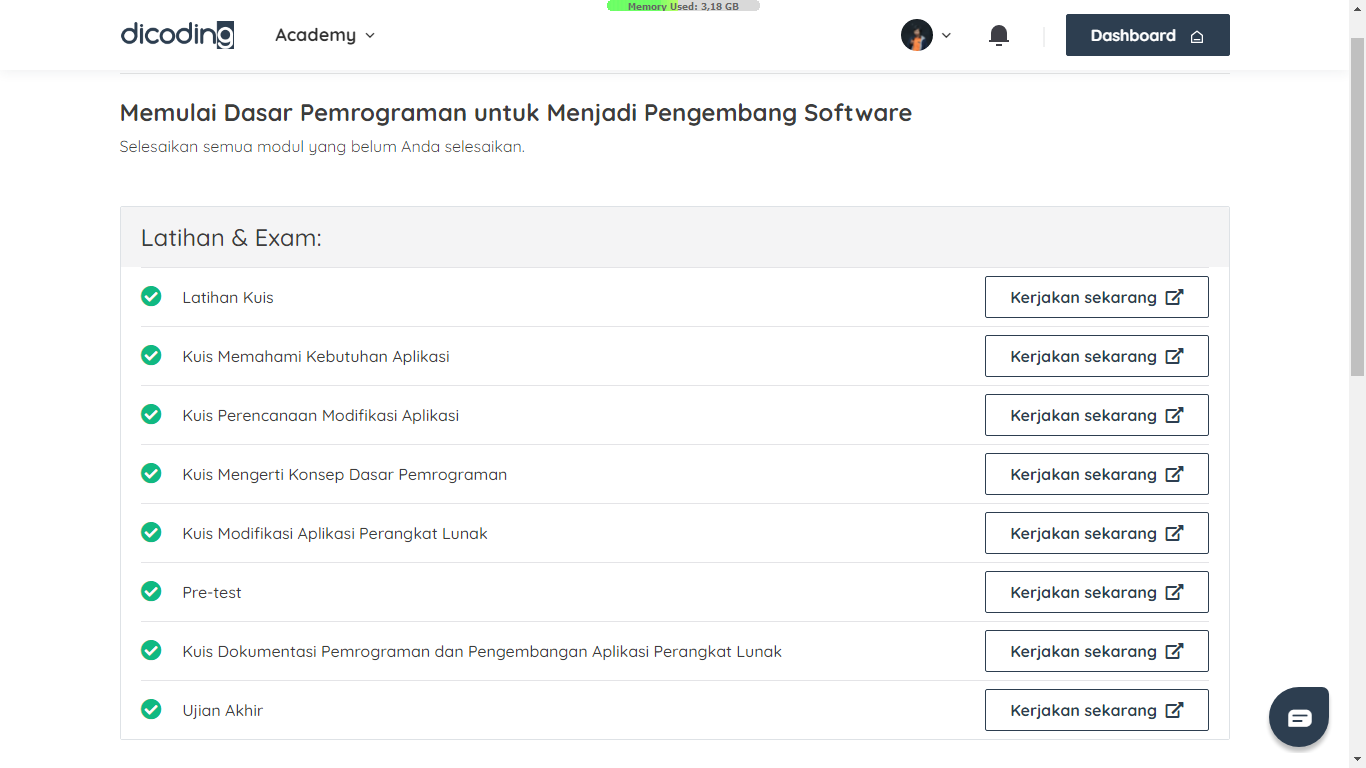 Memory Used: 3,18 GB
dicoding Academy Dashboard
Memulai Dasar Pemrograman untuk Menjadi Pengembang Software
Selesaikan semua modul yang belum Anda selesaikan.
Latihan & Exam:
Latihan Kuis Kerjakan sekarang
Kuis Memahami Kebutuhan Aplikasi Kerjakan sekarang
Kuis Perencanaan Modifikasi Aplikasi Kerjakan sekarang
Kuis Mengerti Konsep Dasar Pemrograman Kerjakan sekarang
Kuis Modifikasi Aplikasi Perangkat Lunak Kerjakan sekarang
Pre-test Kerjakan sekarang
Kuis Dokumentasi Pemrograman dan Pengembangan Aplikasi Perangkat Lunak Kerjakan sekarang
Ujian Akhir Kerjakan sekarang